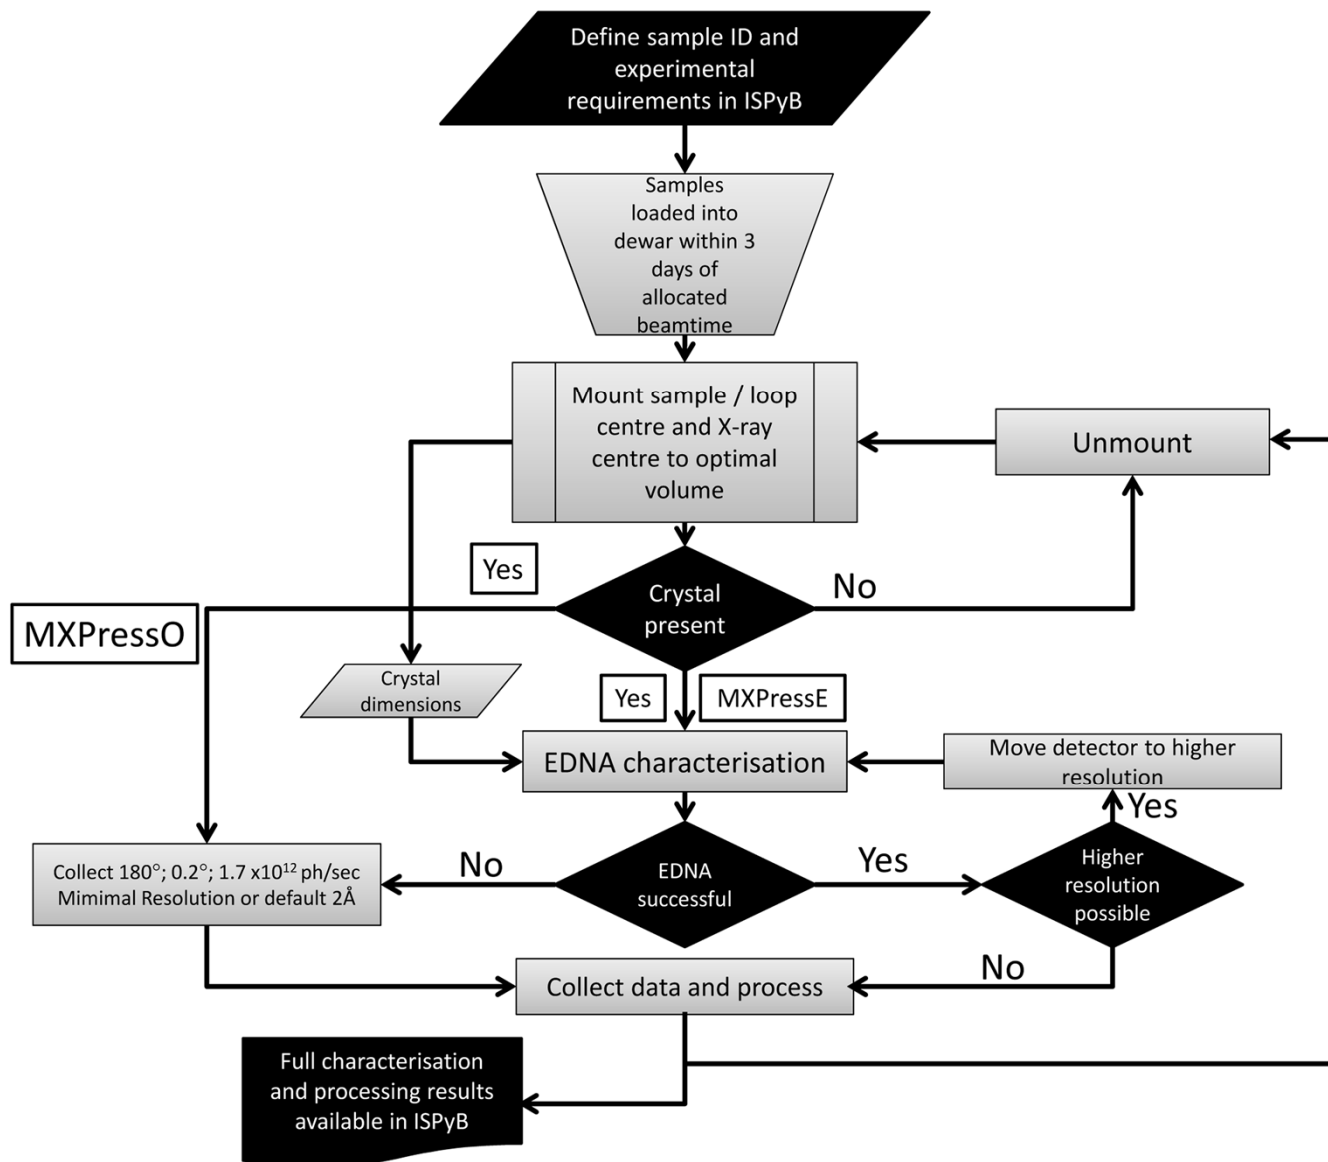 Define sample ID and
experimental
requirements in ISPyB
Samples
loaded into
dewar within 3
days of
allocated
beamtime
Mount sample / loop
centre and X-ray
centre to optimal
volume
Unmount
Yes
Crystal
present
No
MXPressO
Crystal
dimensions
Yes
MXPressE
EDNA characterisation
Move detector to higher
resolution
Yes
Collect 180°; 0.2°; 1.7 x10¹² ph/sec
Mimimal Resolution or default 2Å
No
EDNA
successful
Yes
Higher
resolution
possible
No
Collect data and process
Full characterisation
and processing results
available in ISPyB